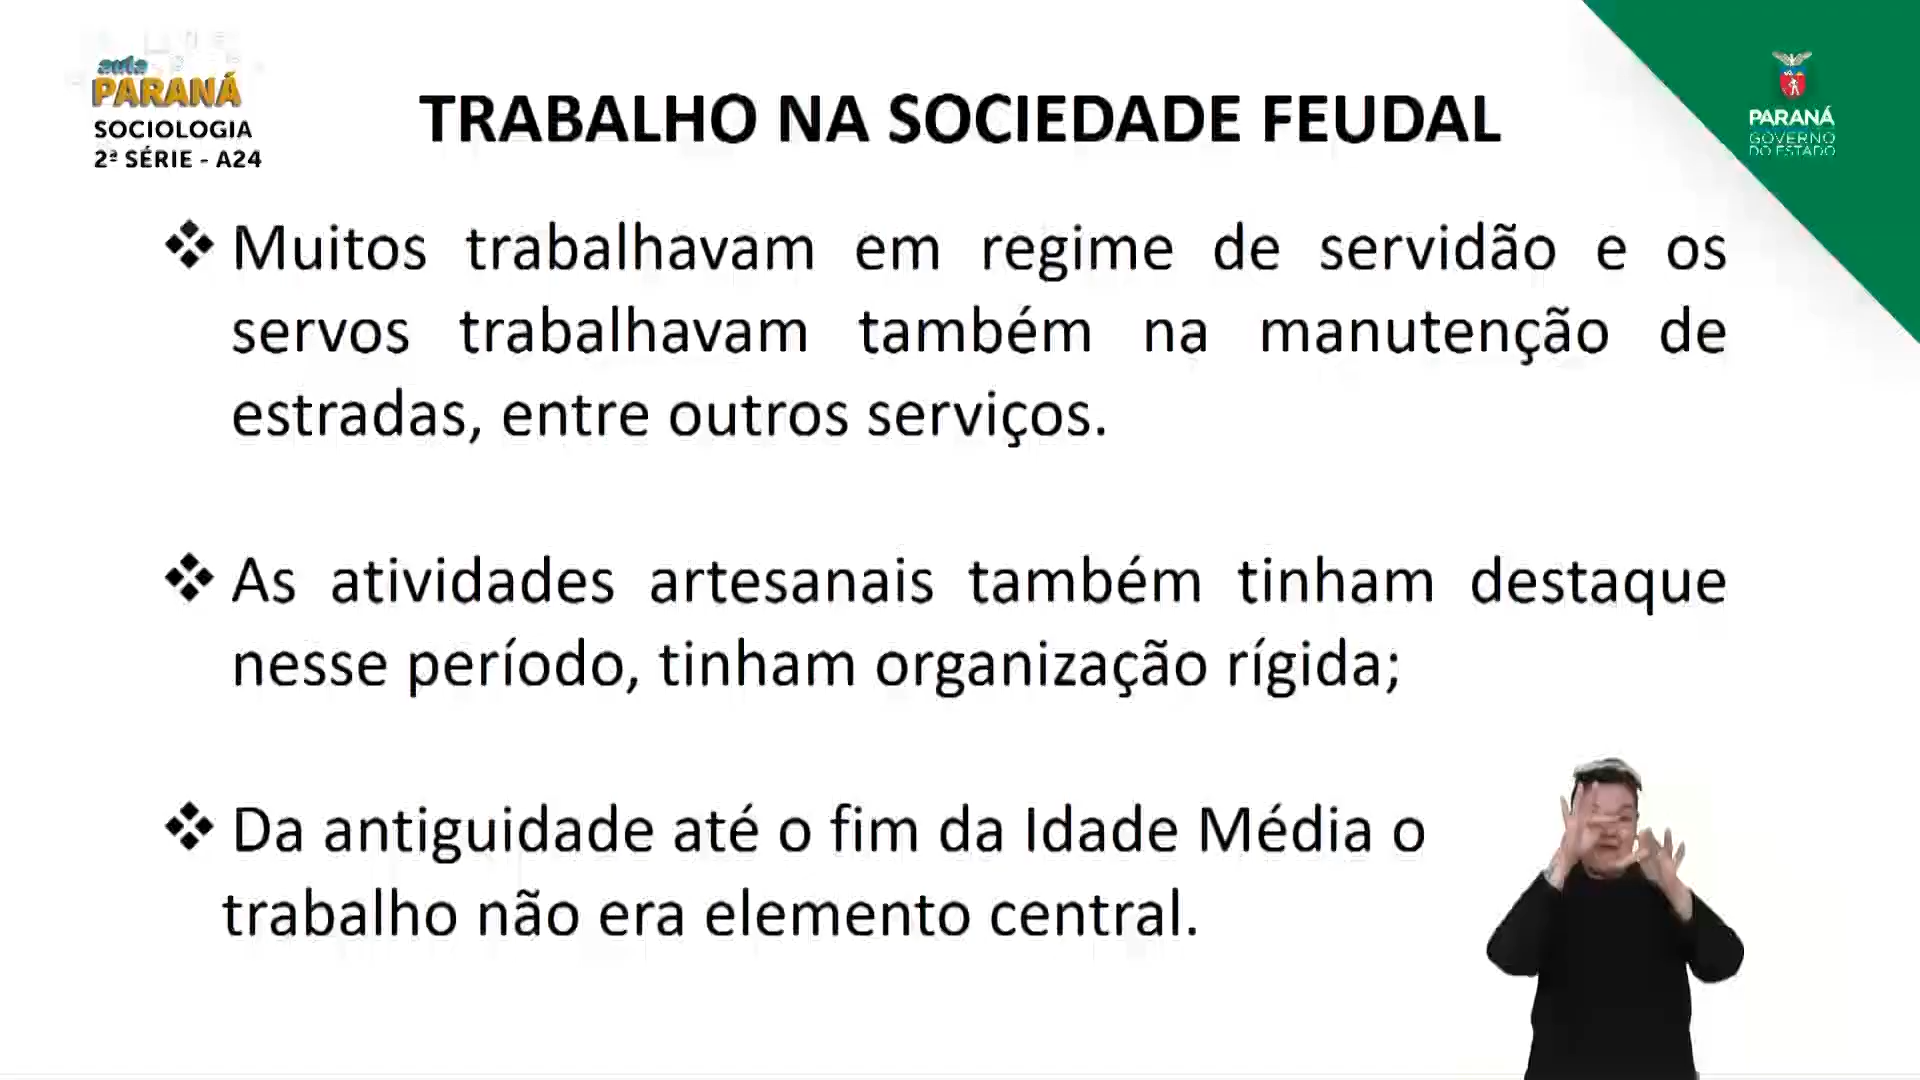 aula
PARANÁ
SOCIOLOGIA
2ª SÉRIE - A24
TRABALHO NA SOCIEDADE FEUDAL
PARANÁ
GOVERNO
DO ESTADO
❖ Muitos trabalhavam em regime de servidão e os
servos trabalhavam também na manutenção de
estradas, entre outros serviços.
❖ As atividades artesanais também tinham destaque
nesse período, tinham organização rígida;
❖ Da antiguidade até o fim da Idade Média o
trabalho não era elemento central.